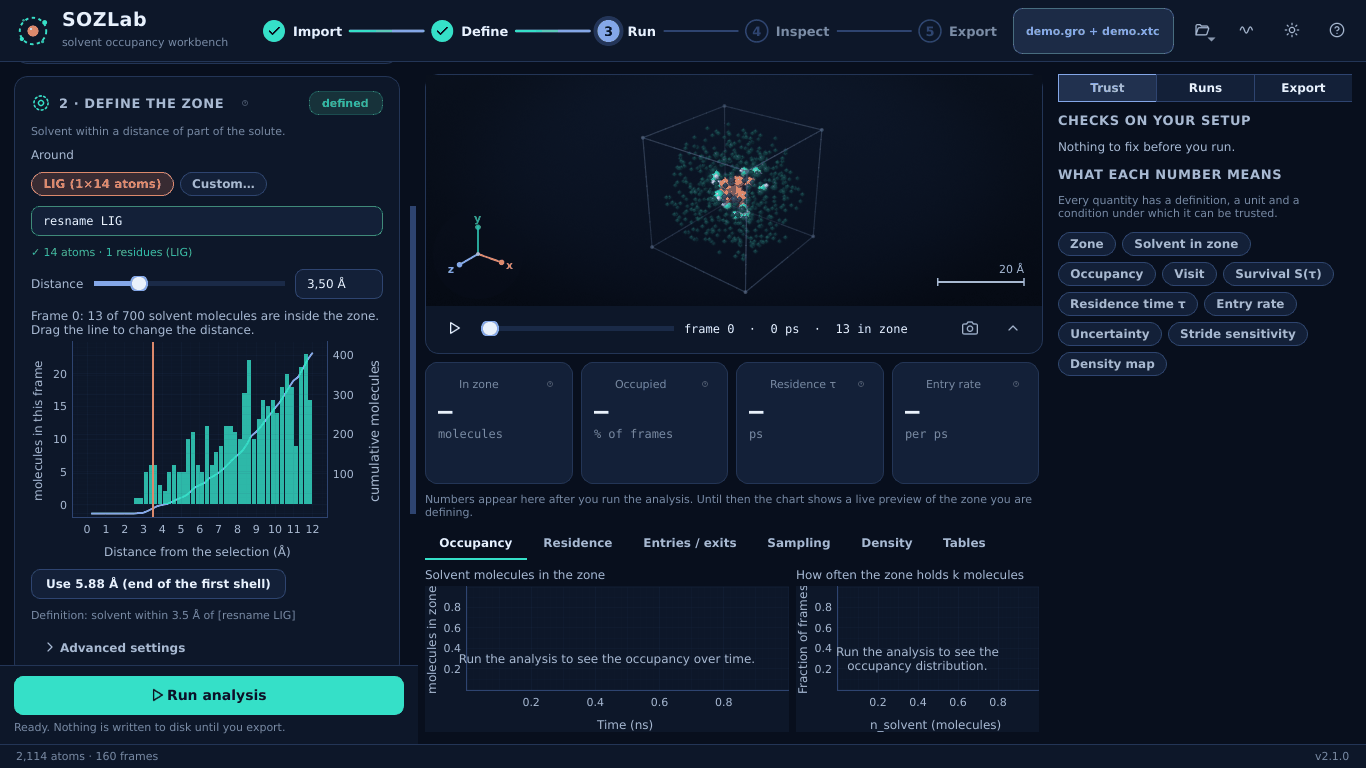 SOZLab
solvent occupancy workbench
Import
Define
3 Run
4 Inspect
5 Export
demo.gro + demo.xtc
2 · DEFINE THE ZONE
defined
Solvent within a distance of part of the solute.
Around
LIG (1×14 atoms)
Custom…
resname LIG
✓ 14 atoms · 1 residues (LIG)
Distance
3,50 Å
Frame 0: 13 of 700 solvent molecules are inside the zone.
Drag the line to change the distance.
molecules in this frame
20
15
10
5
0
400
300
200
100
cumulative molecules
0 1 2 3 4 5 6 7 8 9 10 11 12
Distance from the selection (Å)
Use 5.88 Å (end of the first shell)
Definition: solvent within 3.5 Å of [resname LIG]
Advanced settings
Run analysis
Ready. Nothing is written to disk until you export.
2,114 atoms · 160 frames
y
z
x
20 Å
frame 0 · 0 ps · 13 in zone
In zone
—
molecules
Occupied
—
% of frames
Residence τ
—
ps
Entry rate
—
per ps
Numbers appear here after you run the analysis. Until then the chart shows a live preview of the zone you are
defining.
Occupancy
Residence
Entries / exits
Sampling
Density
Tables
Solvent molecules in the zone
molecules in zone
0.8
0.6
0.4
0.2
Run the analysis to see the occupancy over time.
0.2 0.4 0.6 0.8
Time (ns)
How often the zone holds k molecules
Fraction of frames
0.8
0.6
0.4
0.2
Run the analysis to see the
occupancy distribution.
0.2 0.4 0.6 0.8
n_solvent (molecules)
Trust
Runs
Export
CHECKS ON YOUR SETUP
Nothing to fix before you run.
WHAT EACH NUMBER MEANS
Every quantity has a definition, a unit and a
condition under which it can be trusted.
Zone
Solvent in zone
Occupancy
Visit
Survival S(τ)
Residence time τ
Entry rate
Uncertainty
Stride sensitivity
Density map
v2.1.0